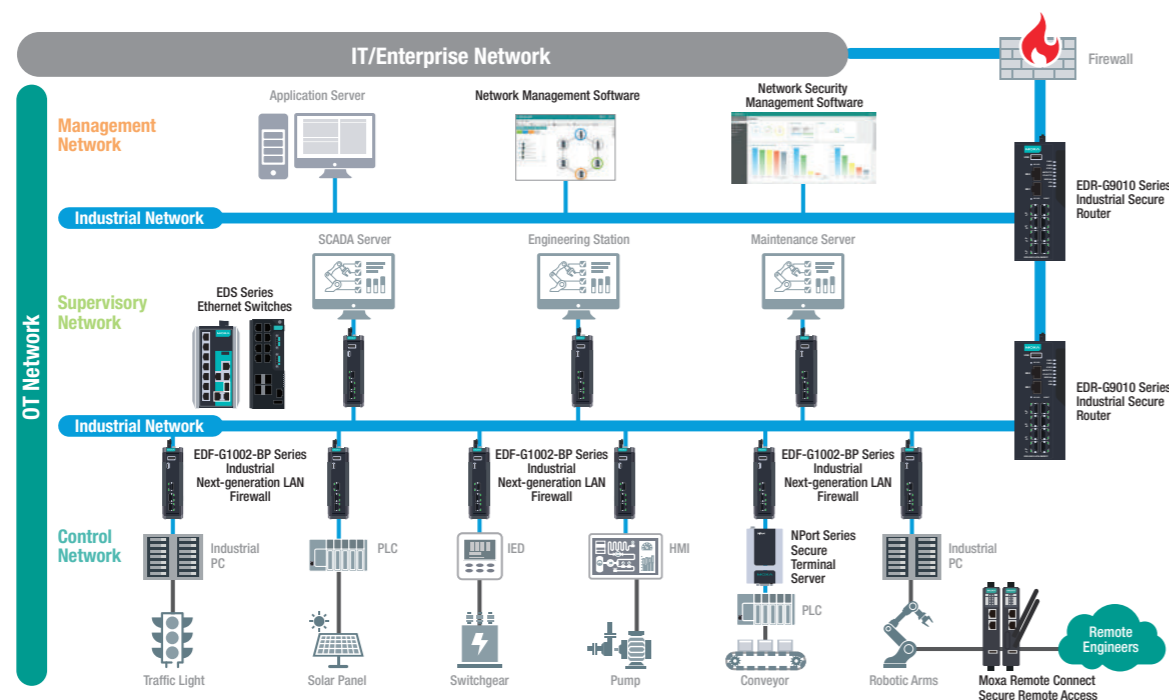 IT/Enterprise Network
Firewall
OT Network
Management
Network
Application Server
Network Management Software
Network Security
Management Software
EDR-G9010 Series
Industrial Secure
Router
Industrial Network
SCADA Server
Engineering Station
Maintenance Server
Supervisory
Network
EDS Series
Ethernet Switches
EDR-G9010 Series
Industrial Secure
Router
Industrial Network
EDF-G1002-BP Series
Industrial
Next-generation LAN
Firewall
EDF-G1002-BP Series
Industrial
Next-generation LAN
Firewall
EDF-G1002-BP Series
Industrial
Next-generation LAN
Firewall
Control
Network
Industrial
PC
PLC
IED
HMI
NPort Series
Secure
Terminal
Server
Industrial
PC
PLC
Remote
Engineers
Traffic Light
Solar Panel
Switchgear
Pump
Conveyor
Robotic Arms
Moxa Remote Connect
Secure Remote Access